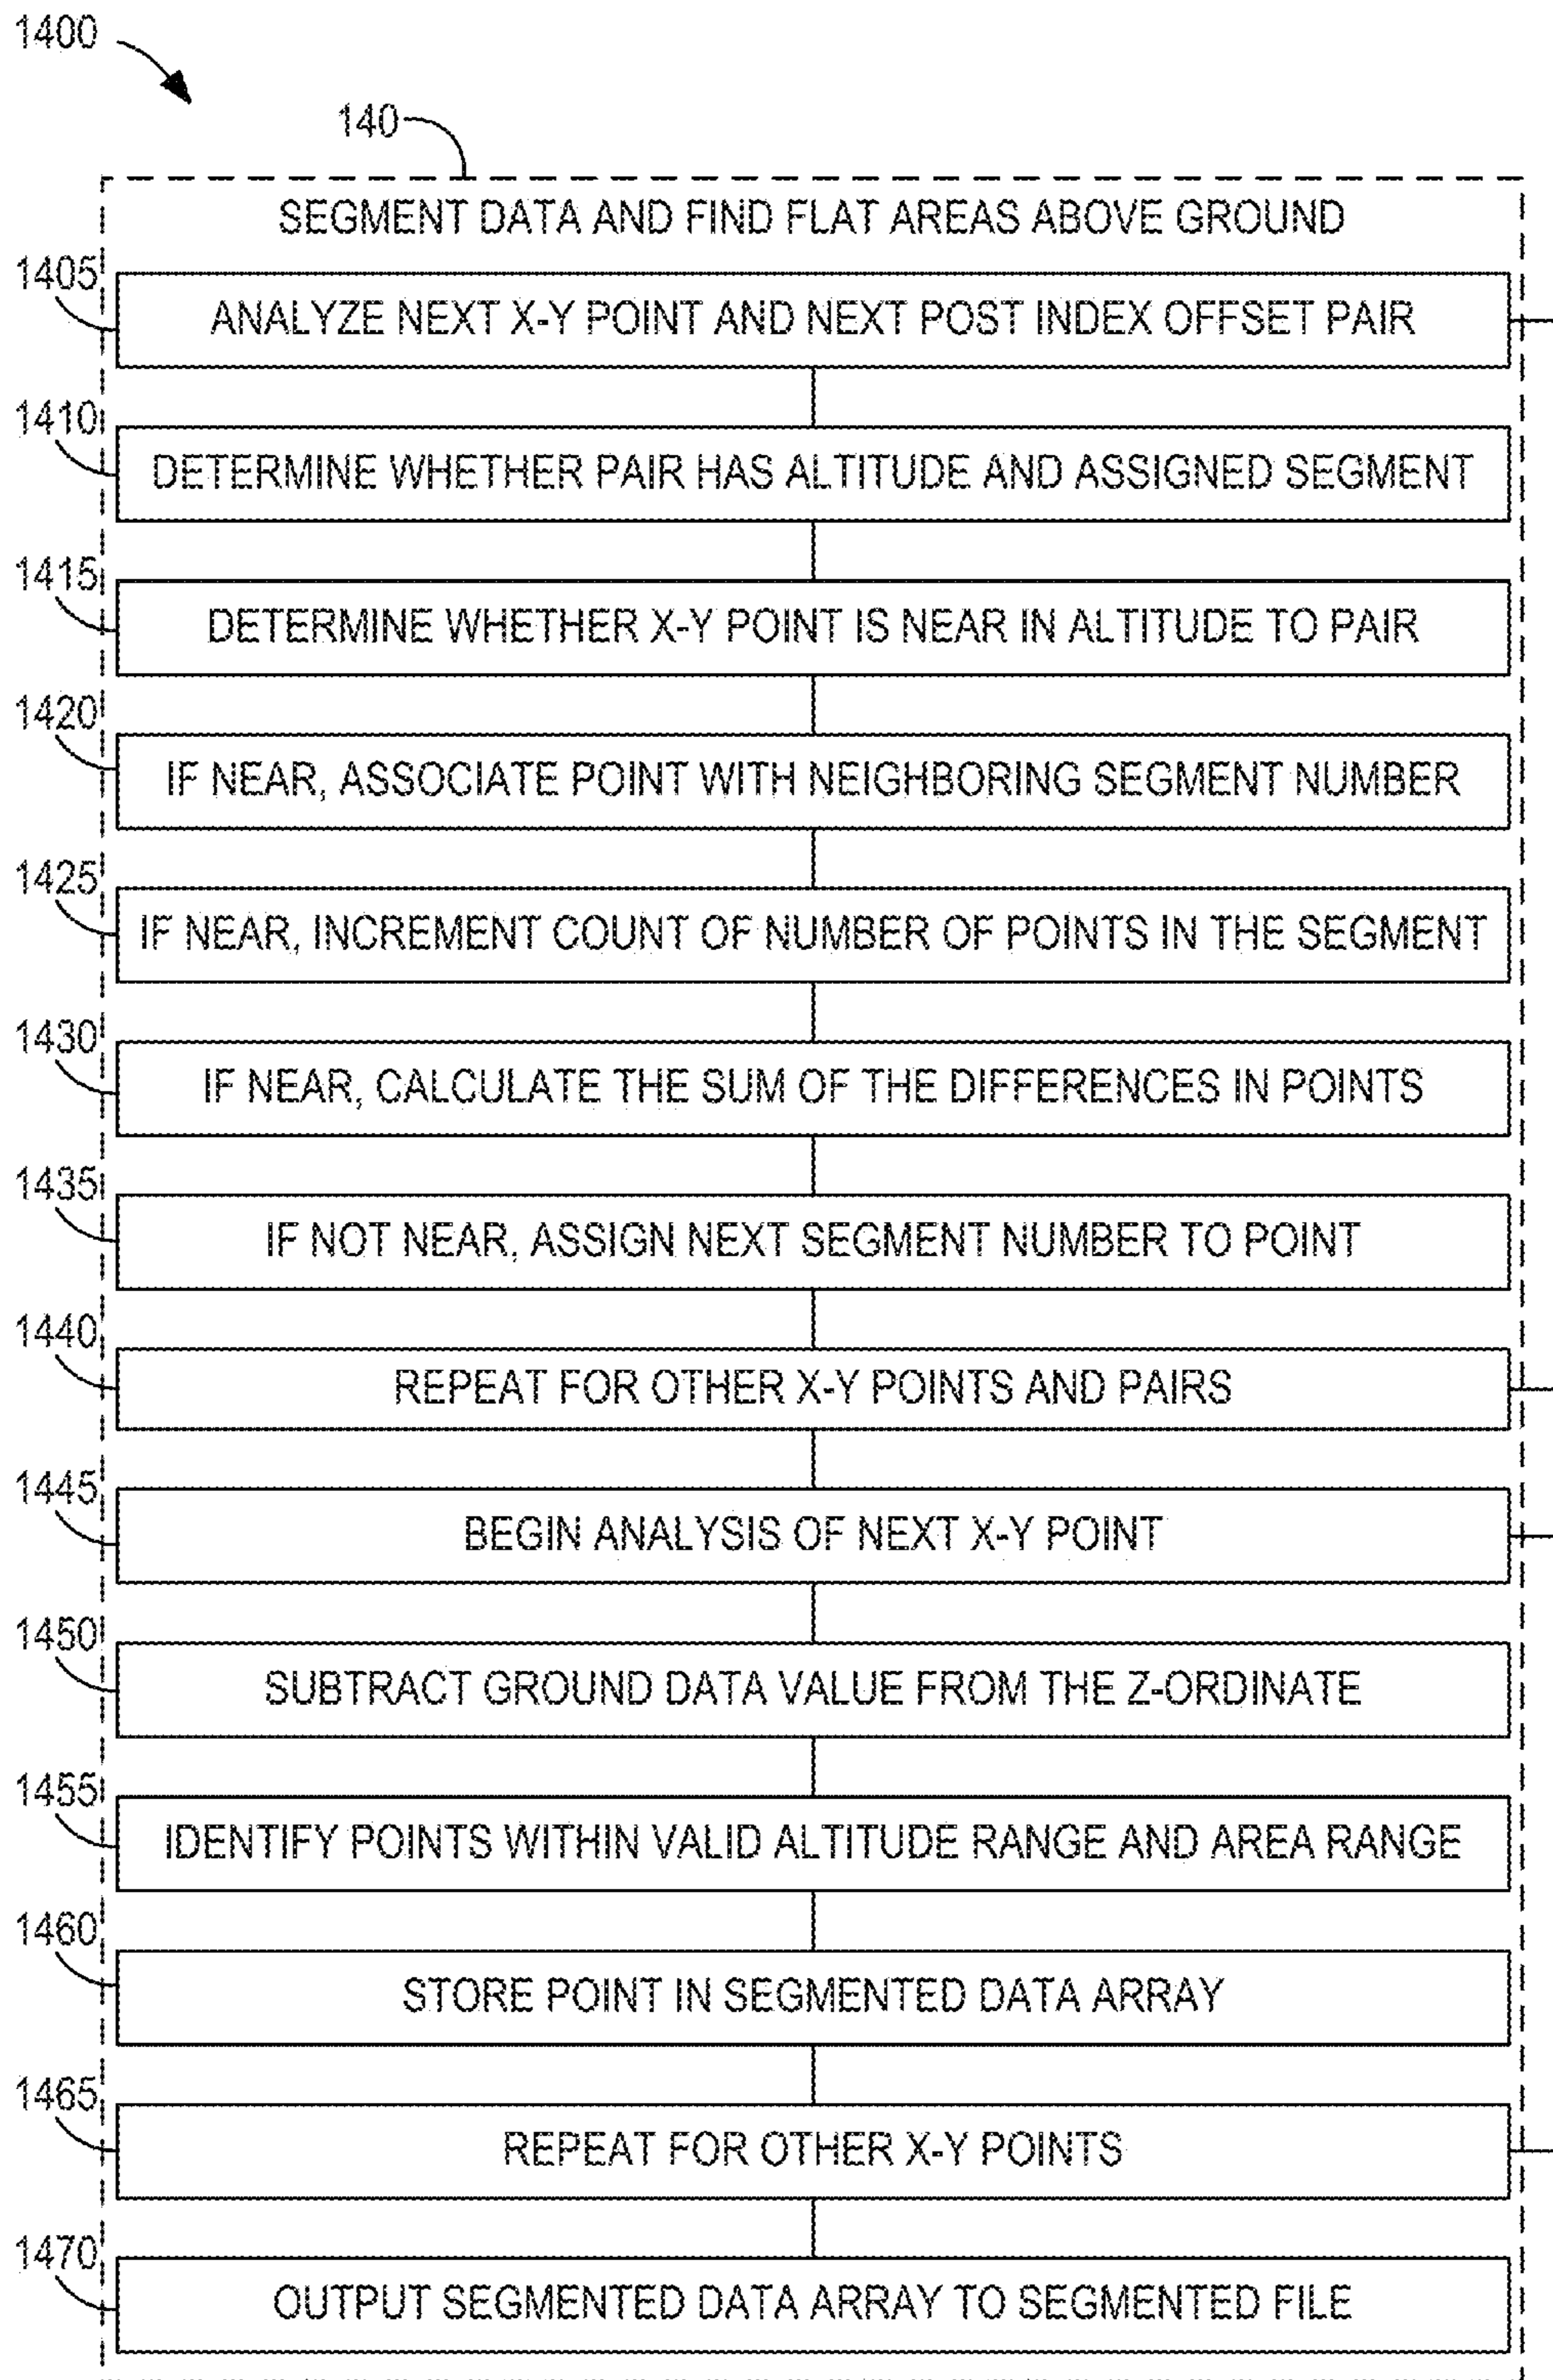 1400
140
SEGMENT DATA AND FIND FLAT AREAS ABOVE GROUND
1405
ANALYZE NEXT X-Y POINT AND NEXT POST INDEX OFFSET PAIR
1410
DETERMINE WHETHER PAIR HAS ALTITUDE AND ASSIGNED SEGMENT
1415
DETERMINE WHETHER X-Y POINT IS NEAR IN ALTITUDE TO PAIR
1420
IF NEAR, ASSOCIATE POINT WITH NEIGHBORING SEGMENT NUMBER
1425
IF NEAR, INCREMENT COUNT OF NUMBER OF POINTS IN THE SEGMENT
1430
IF NEAR, CALCULATE THE SUM OF THE DIFFERENCES IN POINTS
1435
IF NOT NEAR, ASSIGN NEXT SEGMENT NUMBER TO POINT
1440
REPEAT FOR OTHER X-Y POINTS AND PAIRS
1445
BEGIN ANALYSIS OF NEXT X-Y POINT
1450
SUBTRACT GROUND DATA VALUE FROM THE Z-ORDINATE
1455
IDENTIFY POINTS WITHIN VALID ALTITUDE RANGE AND AREA RANGE
1460
STORE POINT IN SEGMENTED DATA ARRAY
1465
REPEAT FOR OTHER X-Y POINTS
1470
OUTPUT SEGMENTED DATA ARRAY TO SEGMENTED FILE